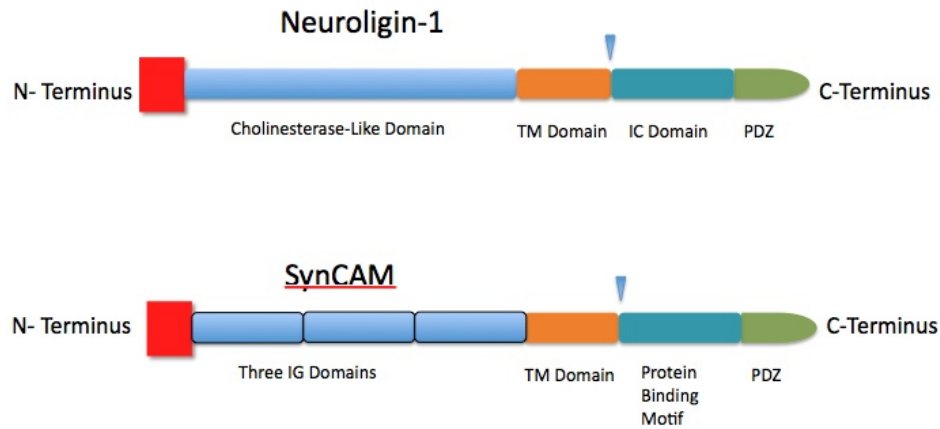 Neuroligin-1
N- Terminus
C-Terminus
Cholinesterase-Like Domain
TM Domain
IC Domain
PDZ
SynCAM
N- Terminus
C-Terminus
Three IG Domains
TM Domain
Protein
Binding
Motif
PDZ